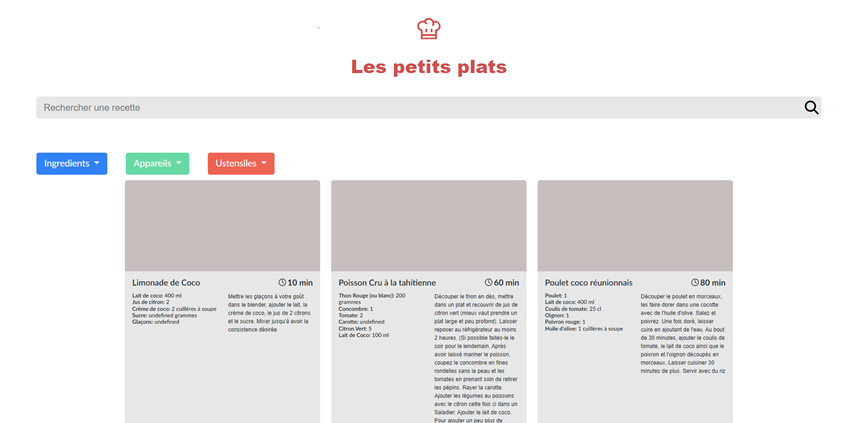 Les petits plats
Rechercher une recette
Ingredients
Appareils
Ustensiles
Limonade de Coco
10 min
Lait de coco: 400 ml
Jus de citron: 2
Crème de coco: 2 cuillères à soupe
Sucre: undefined grammes
Glaçons: undefined
Mettre les glaçons à votre goût
dans le blender, ajouter le lait, la
crème de coco, le jus de 2 citrons
et le sucre. Mixer jusqu'à avoir la
consistence désirée
Poisson Cru à la tahitienne
60 min
Thon Rouge (ou blanc): 200
grammes
Concombre: 1
Tomate: 2
Carotte: undefined
Citron Vert: 5
Lait de Coco: 100 ml
Découper le thon en dés, mettre
dans un plat et recouvrir de jus de
citron vert (mieux vaut prendre un
plat large et peu profond). Laisser
reposer au réfrigérateur au moins
2 heures. (Si possible faites-le le
soir pour le lendemain. Après
avoir laissé mariner le poisson,
coupez le concombre en fines
rondelles sans la peau et les
tomates en prenant soin de retirer
les pépins. Rayer la carotte.
Ajouter les légumes au poissons
avec le citron cette fois ci dans un
Saladier. Ajouter le lait de coco.
Pour ajouter un peu plus de
Poulet coco réunionnais
80 min
Poulet: 1
Lait de coco: 400 ml
Coulis de tomate: 25 cl
Oignon: 1
Poivron rouge: 1
Huile d'olive: 1 cuillères à soupe
Découper le poulet en morceaux,
les faire dorer dans une cocotte
avec de l'huile d'olive. Salez et
poivrez. Une fois doré, laisser
cuire en ajoutant de l'eau. Au bout
de 30 minutes, ajouter le coulis de
tomate, le lait de coco ainsi que le
poivron et l'oignon découpés en
morceaux. Laisser cuisiner 30
minutes de plus. Servir avec du riz